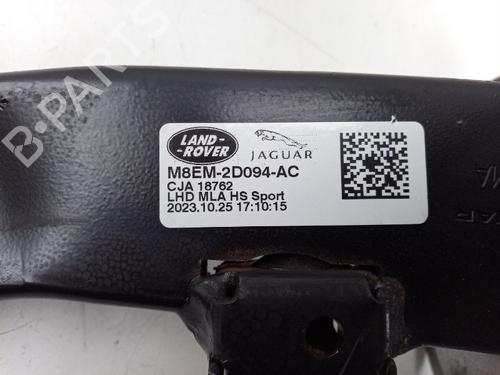 B-PARTS
LAND-
-ROVER
JAGUAR
M8EM-2D094-AC
CJA 18762
LHD MLA HS Sport
2023.10.25 17:10:15